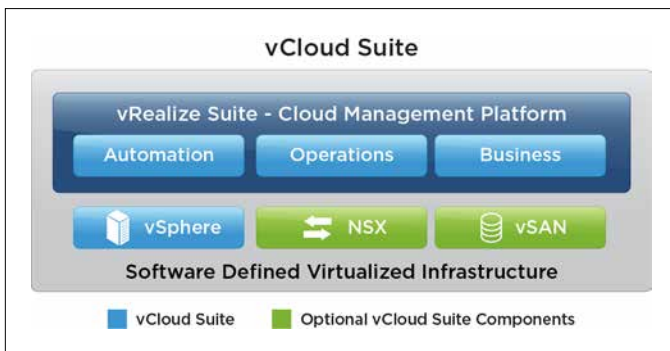 vCloud Suite
vRealize Suite - Cloud Management Platform
Automation Operations Business
vSphere NSX vSAN
Software Defined Virtualized Infrastructure
vCloud Suite Optional vCloud Suite Components